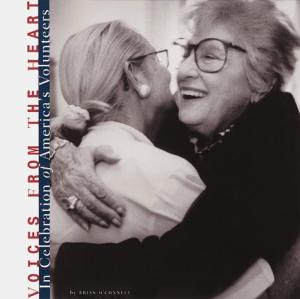 VOICES FROM THE HEART
In Celebration of America's Volunteers
by BRIAN O'CONNELL